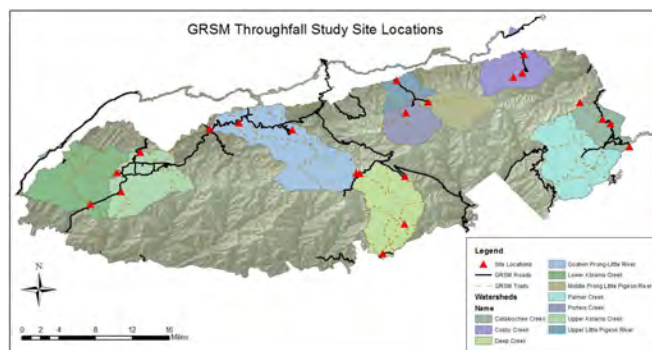 GRSM Throughfall Study Site Locations
N
0 2 4 8 12 16
Miles
Legend
Site Locations
GRSM Roads
GRSM Trails
Watersheds
Name
Cataloochee Creek
Cosby Creek
Deep Creek
Goshen Prong-Little River
Lower Abrams Creek
Middle Prong Little Pigeon River
Palmer Creek
Porters Creek
Upper Abrams Creek
Upper Little Pigeon River